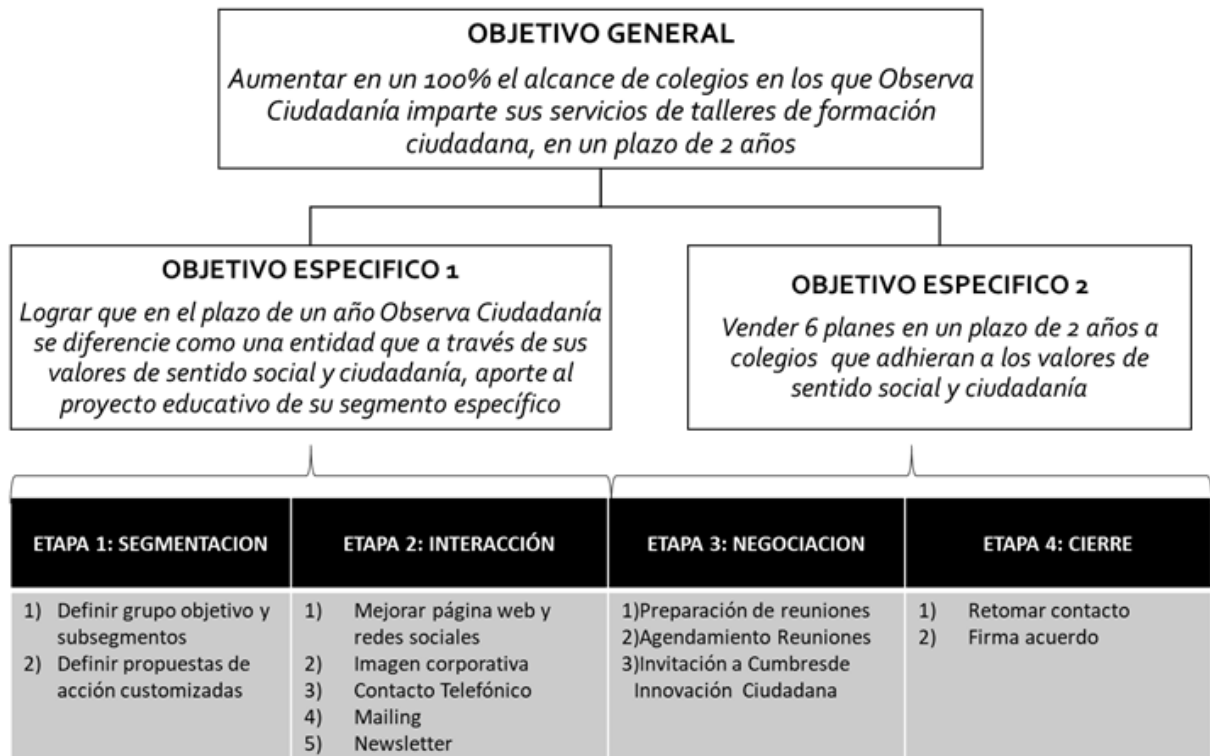 OBJETIVO GENERAL
Aumentar en un 100% el alcance de colegios en los que Observa
Ciudadanía imparte sus servicios de talleres de formación
ciudadana, en un plazo de 2 años
OBJETIVO ESPECIFICO 1
Lograr que en el plazo de un año Observa Ciudadanía
se diferencie como una entidad que a través de sus
valores de sentido social y ciudadanía, aporte al
proyecto educativo de su segmento específico
OBJETIVO ESPECIFICO 2
Vender 6 planes en un plazo de 2 años a
colegios que adhieran a los valores de
sentido social y ciudadanía
ETAPA 1: SEGMENTACION
1) Definir grupo objetivo y
subsegmentos
2) Definir propuestas de
acción customizadas
ETAPA 2: INTERACCIÓN
1) Mejorar página web y
redes sociales
2) Imagen corporativa
3) Contacto Telefónico
4) Mailing
5) Newsletter
ETAPA 3: NEGOCIACION
1)Preparación de reuniones
2)Agendamiento Reuniones
3)Invitación a Cumbresde
Innovación Ciudadana
ETAPA 4: CIERRE
1) Retomar contacto
2) Firma acuerdo